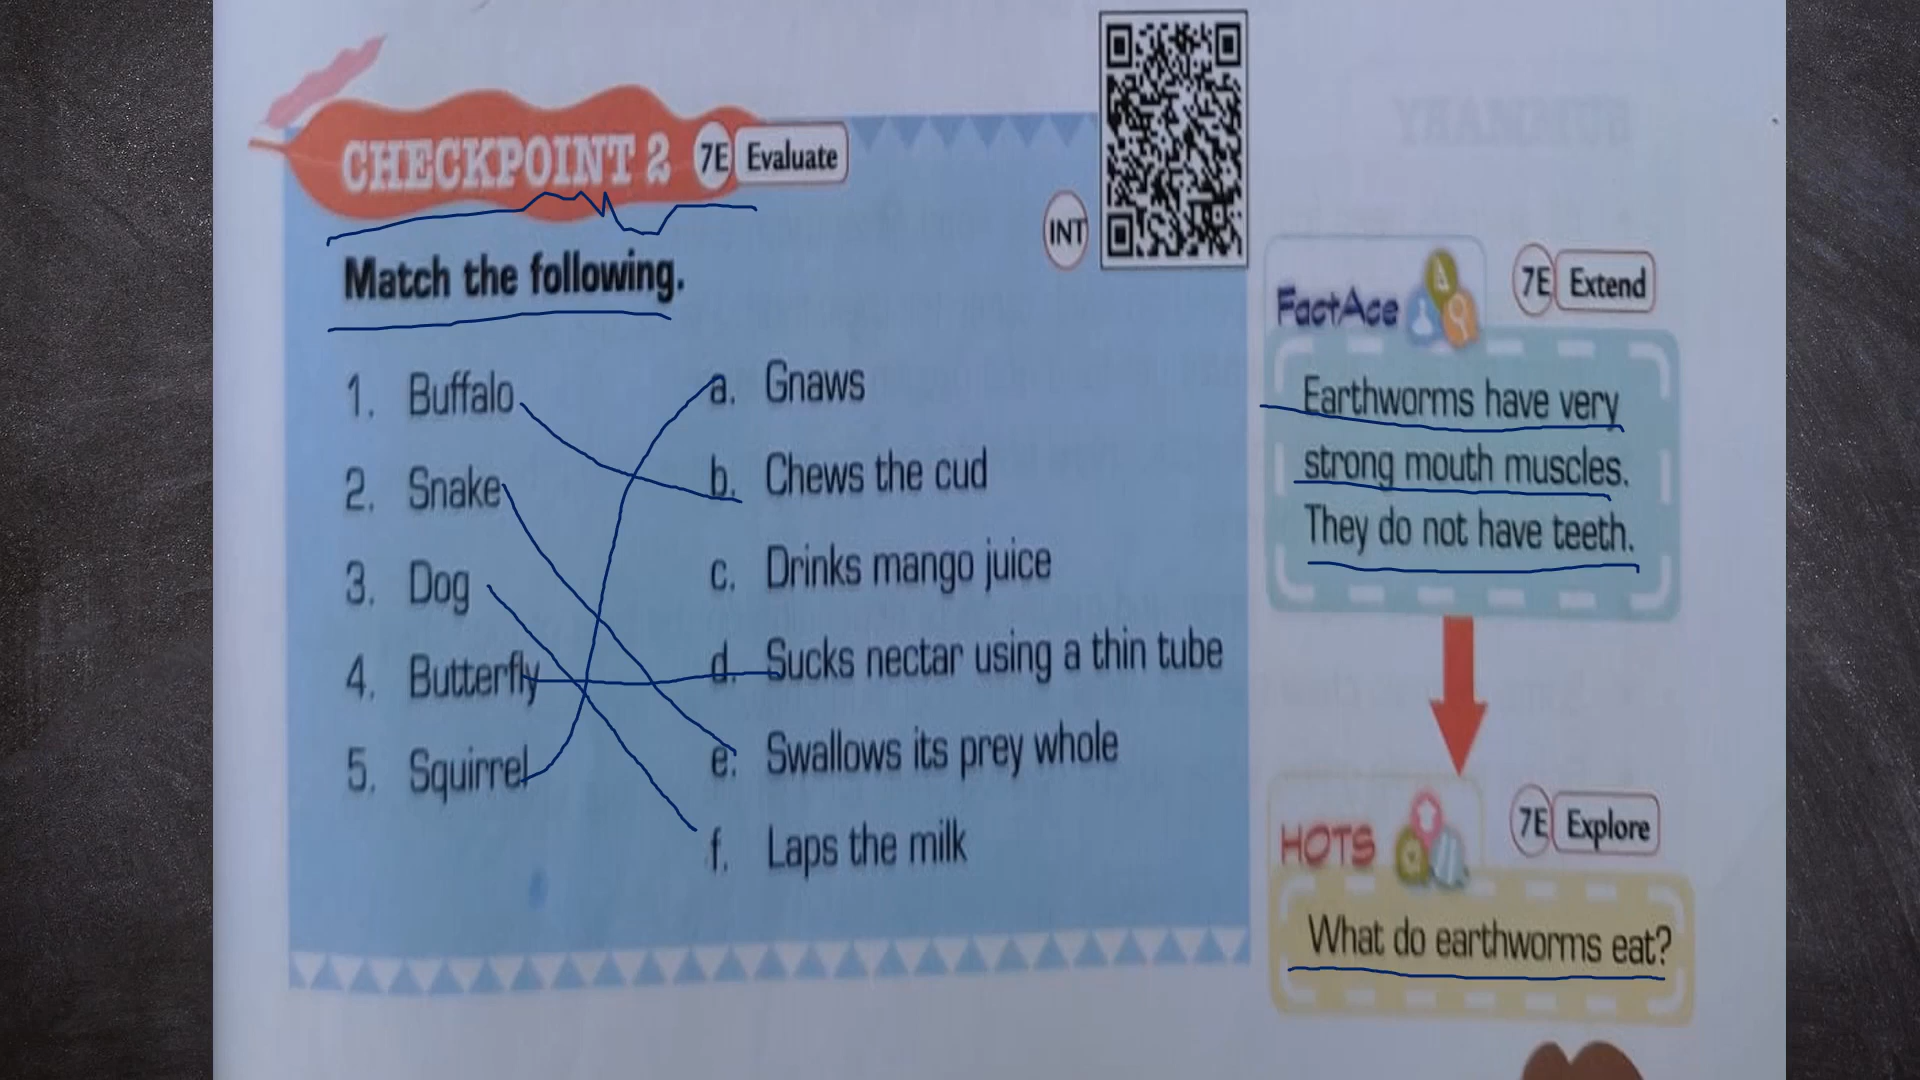 CHECKPOINT 2 7E Evaluate
INT
Match the following.
1. Buffalo
2. Snake
3. Dog
4. Butterfly
5. Squirrel
a. Gnaws
b. Chews the cud
c. Drinks mango juice
d. Sucks nectar using a thin tube
e. Swallows its prey whole
f. Laps the milk
SUMMARY
FactAce 7E Extend
Earthworms have very
strong mouth muscles.
They do not have teeth.
HOTS 7E Explore
What do earthworms eat?